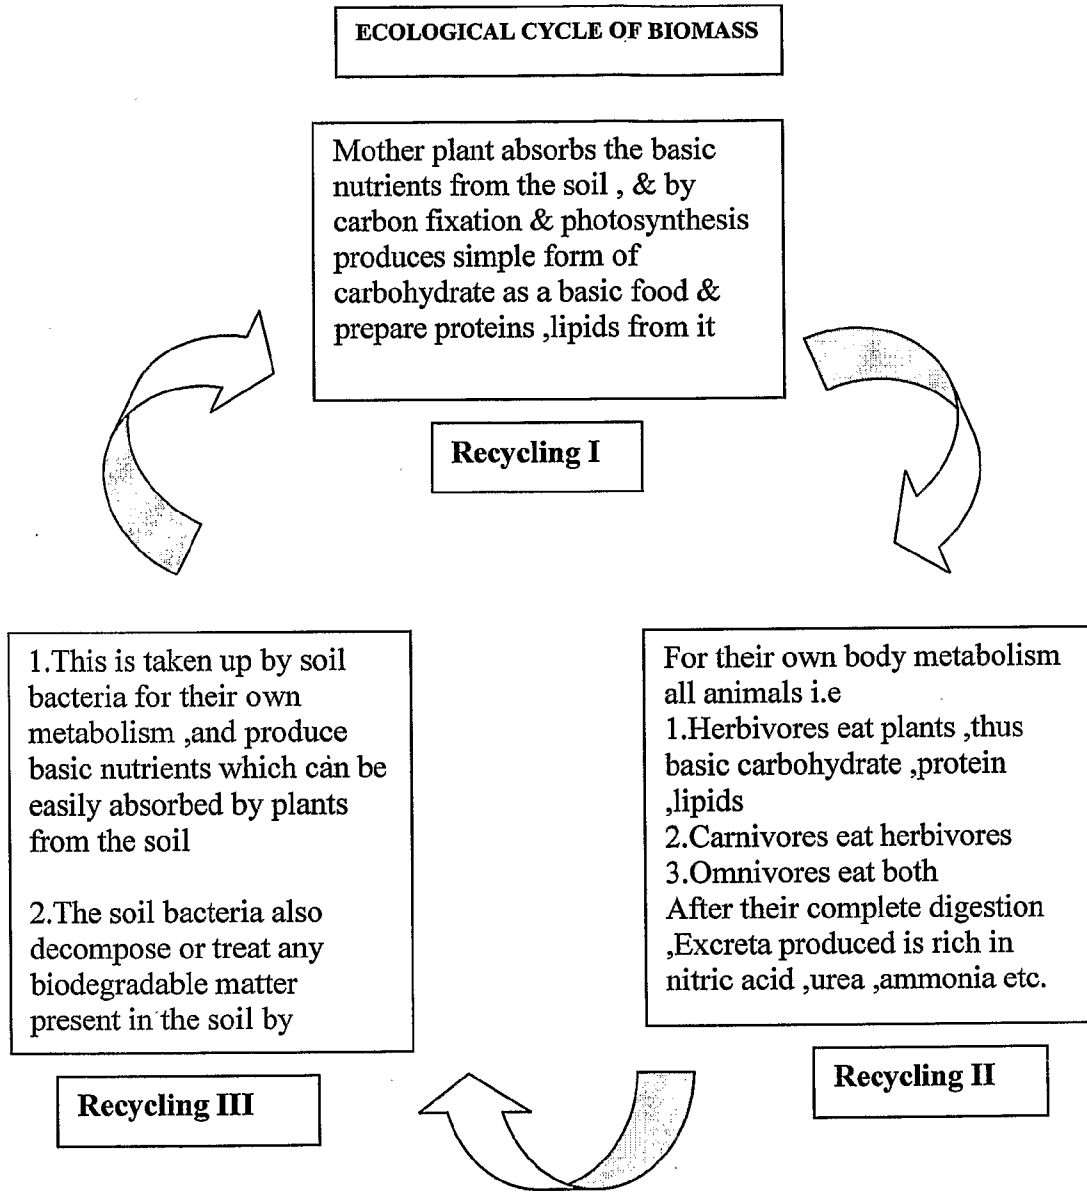 ECOLOGICAL CYCLE OF BIOMASS
Mother plant absorbs the basic
nutrients from the soil , & by
carbon fixation & photosynthesis
produces simple form of
carbohydrate as a basic food &
prepare proteins ,lipids from it
Recycling I
For their own body metabolism
all animals i.e
1.Herbivores eat plants ,thus
basic carbohydrate ,protein
,lipids
2.Carnivores eat herbivores
3.Omnivores eat both
After their complete digestion
,Excreta produced is rich in
nitric acid ,urea ,ammonia etc.
Recycling II
1.This is taken up by soil
bacteria for their own
metabolism ,and produce
basic nutrients which can be
easily absorbed by plants
from the soil
2.The soil bacteria also
decompose or treat any
biodegradable matter
present in the soil by
Recycling III